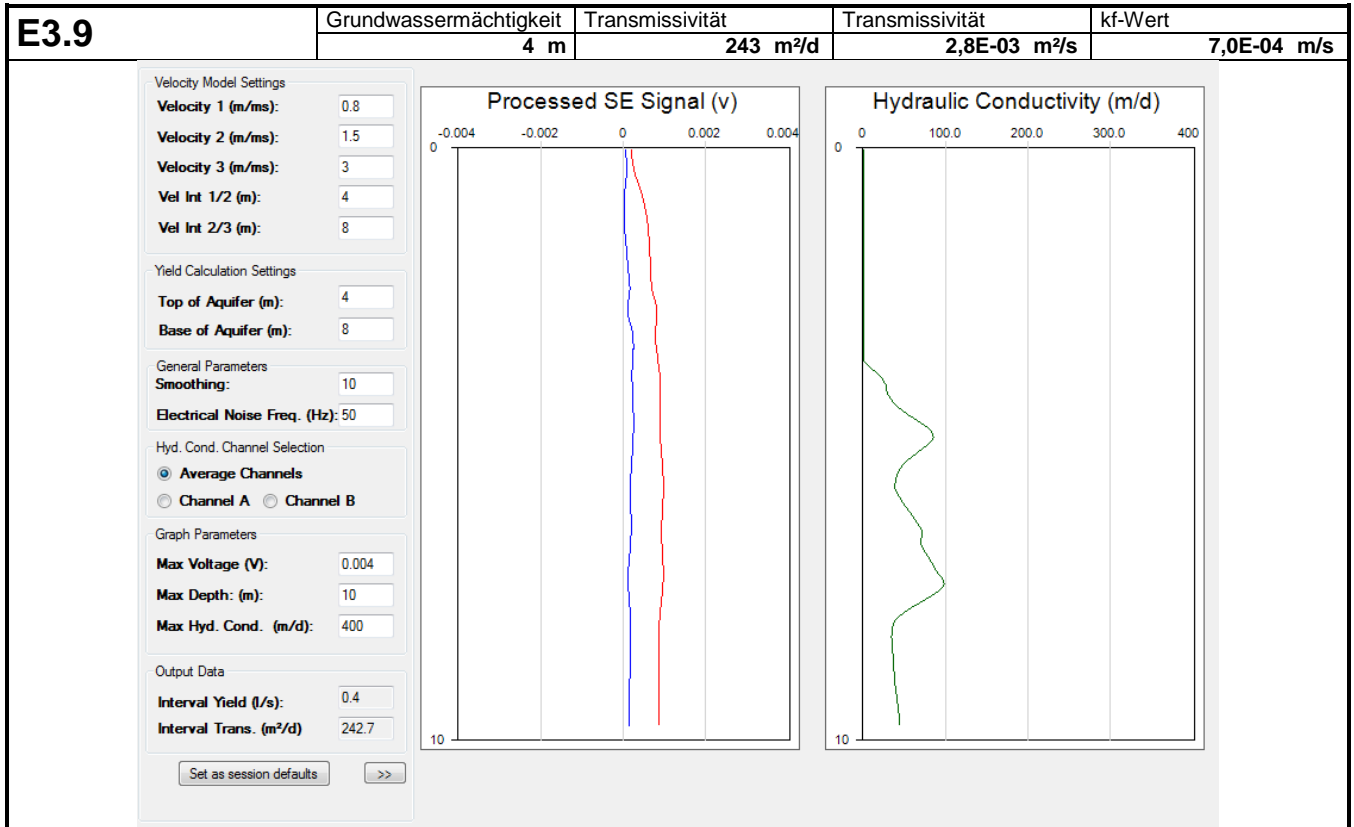 E3.9
Grundwassermächtigkeit Transmissivität Transmissivität kf-Wert
4 m 243 m²/d 2,8E-03 m²/s 7,0E-04 m/s
Velocity Model Settings
Velocity 1 (m/ms): 0.8
Velocity 2 (m/ms): 1.5
Velocity 3 (m/ms): 3
Vel Int 1/2 (m): 4
Vel Int 2/3 (m): 8
Yield Calculation Settings
Top of Aquifer (m): 4
Base of Aquifer (m): 8
General Parameters
Smoothing: 10
Electrical Noise Freq. (Hz): 50
Hyd. Cond. Channel Selection
Average Channels
Channel A Channel B
Graph Parameters
Max Voltage (V): 0.004
Max Depth: (m): 10
Max Hyd. Cond. (m/d): 400
Output Data
Interval Yield (l/s): 0.4
Interval Trans. (m²/d) 242.7
Set as session defaults >>
Processed SE Signal (v)
-0.004 -0.002 0 0.002 0.004
0
10
Hydraulic Conductivity (m/d)
0 100.0 200.0 300.0 400
0
10